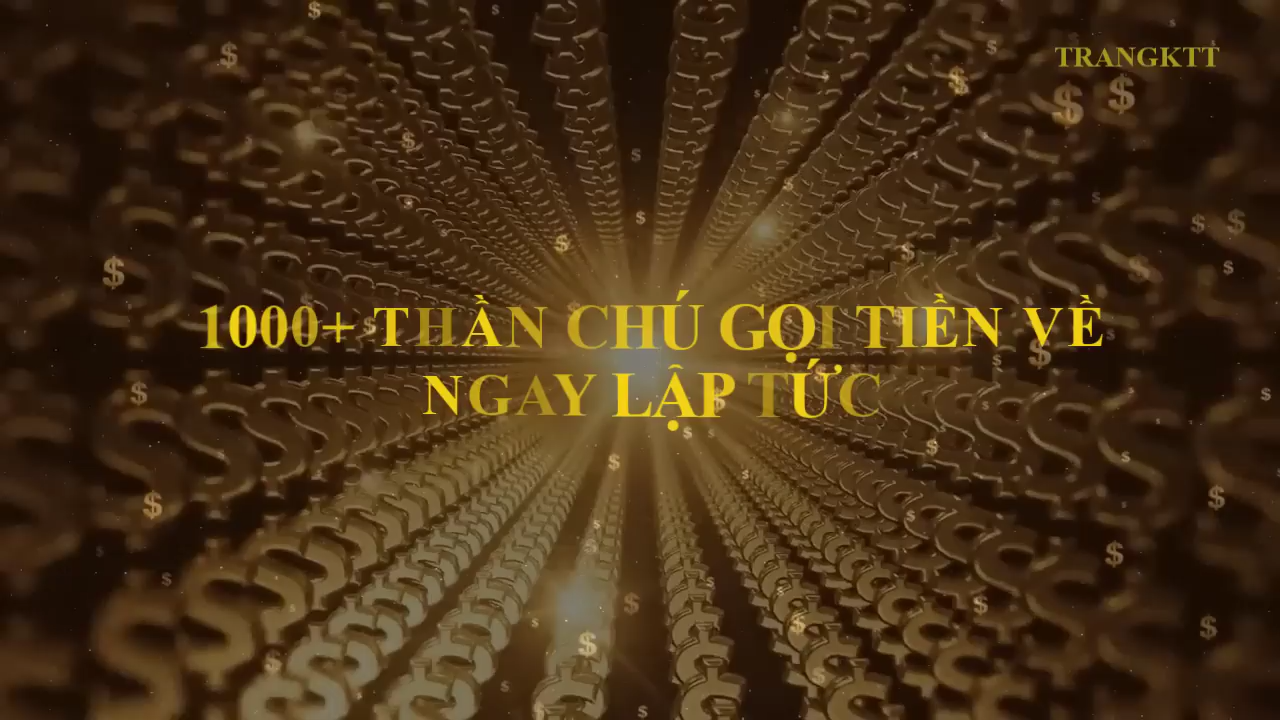 TRANGKTT
1000+ THẦN CHÚ GỌI TIỀN VỀ
NGAY LẬP TỨC